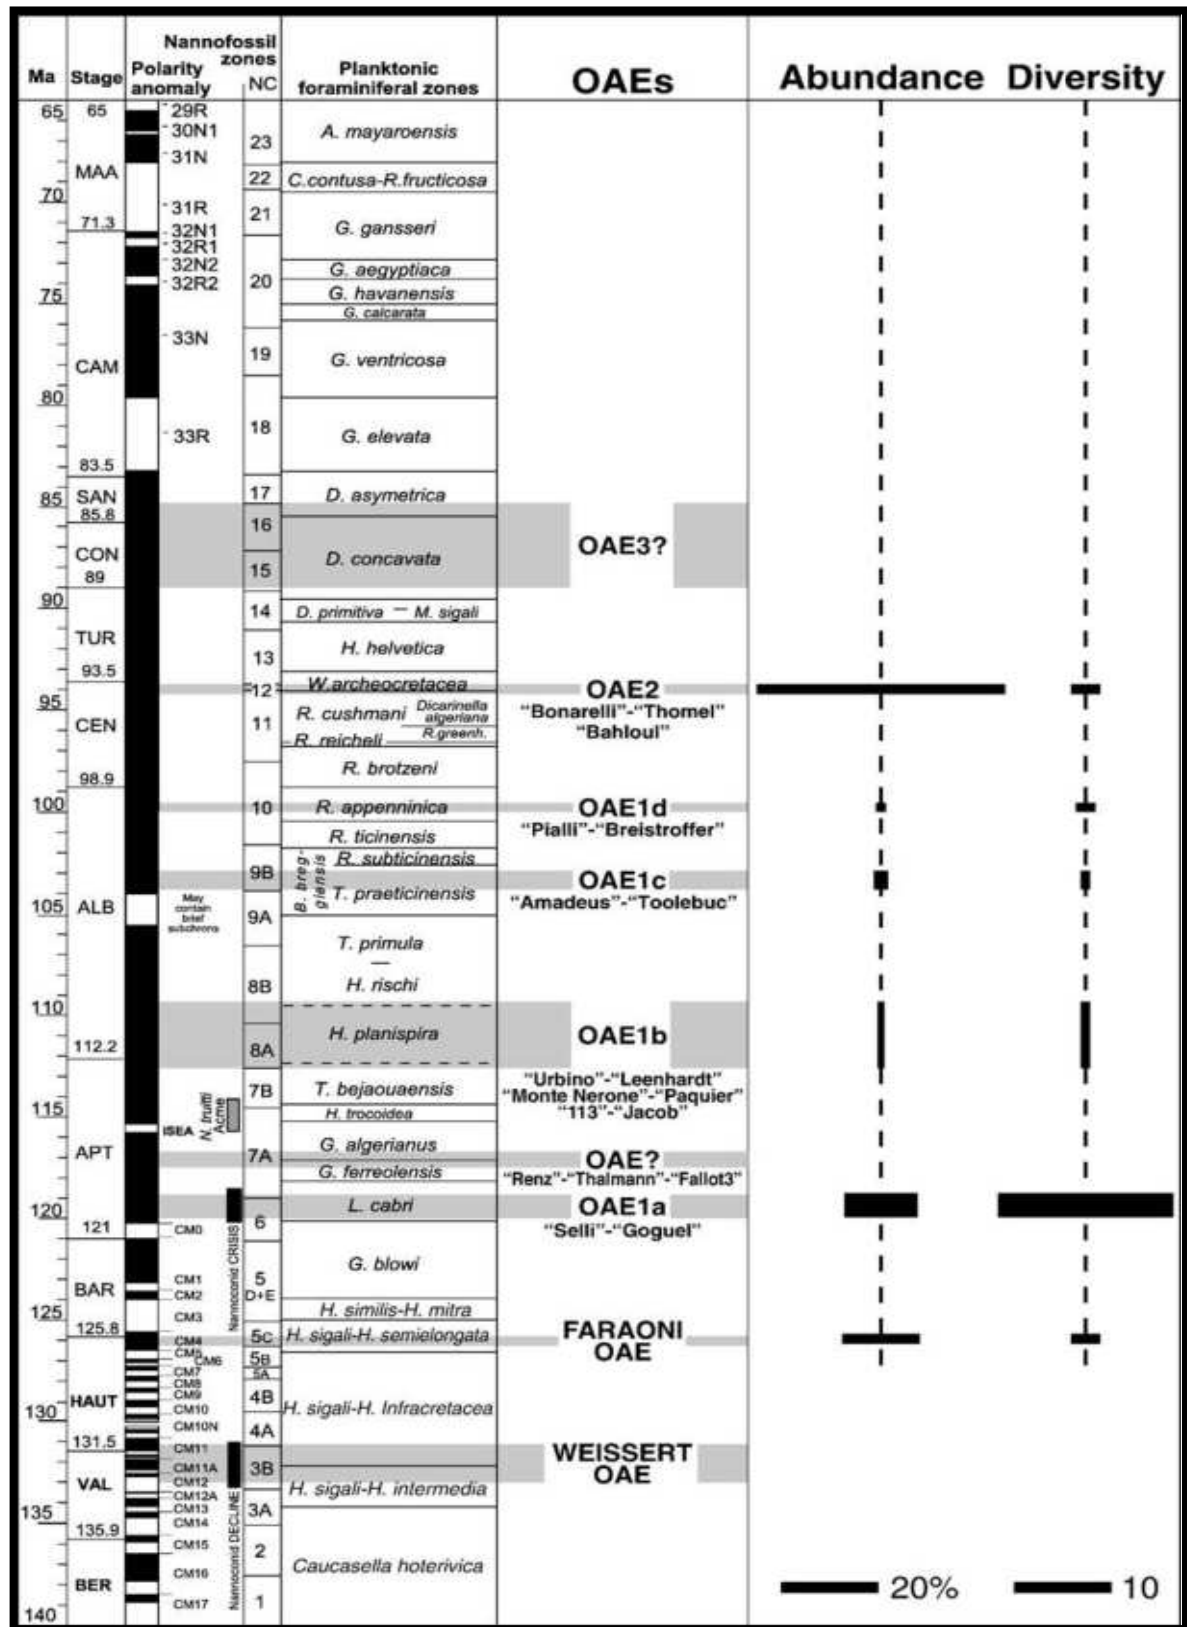 Ma
Stage
Polarity
anomaly
Nannofossil
zones
NC
Planktonic
foraminiferal zones
OAEs
Abundance
Diversity
65
70
75
80
85
90
95
100
105
110
115
120
125
130
135
140
65
MAA
71.3
CAM
83.5
SAN
85.8
CON
89
TUR
93.5
CEN
98.9
ALB
112.2
APT
121
BAR
125.8
HAUT
131.5
VAL
135.9
BER
29R
30N1
31N
31R
32N1
32R1
32N2
32R2
33N
33R
May
contain
brief
subchrons
ISEA
N. truitti
Acme
CM0
CM1
CM2
CM3
CM4
CM5
CM6
CM7
CM8
CM9
CM10
CM10N
CM11
CM11A
CM12
CM12A
CM13
CM14
CM15
CM16
CM17
Nannoconid CRISIS
Nannoconid DECLINE
23
22
21
20
19
18
17
16
15
14
13
12
11
10
9B
9A
8B
8A
7B
7A
6
5
D+E
5C
5B
5A
4B
4A
3B
3A
2
1
A. mayaroensis
C.contusa-R.fructicosa
G. gansseri
G. aegyptiaca
G. havanensis
G. calcarata
G. ventricosa
G. elevata
D. asymetrica
D. concavata
D. primitiva — M. sigali
H. helvetica
W.archeocretacea
R. cushmani
Dicarinella
algeriana
R.greenh.
R. reicheli
R. brotzeni
R. appenninica
R. ticinensis
B. breg-
giensis
R. subticinensis
T. praeticinensis
T. primula
—
H. rischi
H. planispira
T. bejaouaensis
H. trocoidea
G. algerianus
G. ferreolensis
L. cabri
G. blowi
H. similis-H. mitra
H. sigali-H. semielongata
H. sigali-H. Infracretacea
H. sigali-H. intermedia
Caucasella hoterivica
OAE3?
OAE2
“Bonarelli”-“Thomel”
“Bahloul”
OAE1d
“Pialli”-“Breistroffer”
OAE1c
“Amadeus”-“Toolebuc”
OAE1b
“Urbino”-“Leenhardt”
“Monte Nerone”-“Paquier”
“113”-“Jacob”
OAE?
“Renz”-“Thalmann”-“Fallot3”
OAE1a
“Selli”-“Goguel”
FARAONI
OAE
WEISSERT
OAE
20%
10